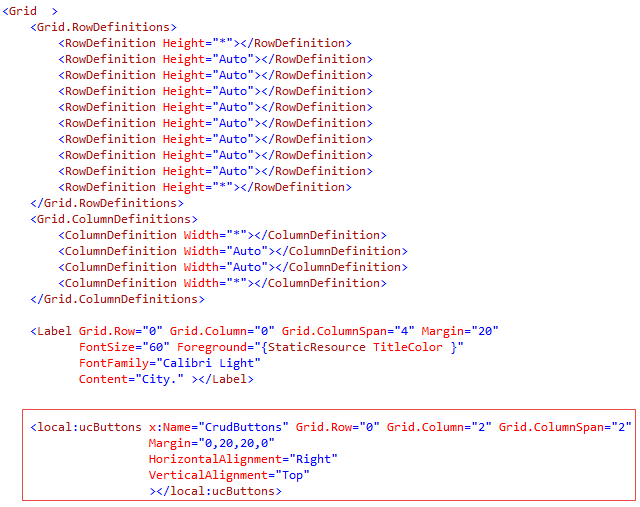 <Grid  >
    <Grid.RowDefinitions>
        <RowDefinition Height="*"></RowDefinition>
        <RowDefinition Height="Auto"></RowDefinition>
        <RowDefinition Height="Auto"></RowDefinition>
        <RowDefinition Height="Auto"></RowDefinition>
        <RowDefinition Height="Auto"></RowDefinition>
        <RowDefinition Height="Auto"></RowDefinition>
        <RowDefinition Height="Auto"></RowDefinition>
        <RowDefinition Height="Auto"></RowDefinition>
        <RowDefinition Height="Auto"></RowDefinition>
        <RowDefinition Height="*"></RowDefinition>
    </Grid.RowDefinitions>
    <Grid.ColumnDefinitions>
        <ColumnDefinition Width="*"></ColumnDefinition>
        <ColumnDefinition Width="Auto"></ColumnDefinition>
        <ColumnDefinition Width="Auto"></ColumnDefinition>
        <ColumnDefinition Width="*"></ColumnDefinition>
    </Grid.ColumnDefinitions>
    <Label Grid.Row="0" Grid.Column="0" Grid.ColumnSpan="4" Margin="20"
           FontSize="60" Foreground="{StaticResource TitleColor }"
           FontFamily="Calibri Light"
           Content="City." ></Label>
    <local:ucButtons x:Name="CrudButtons" Grid.Row="0" Grid.Column="2" Grid.ColumnSpan="2"
                     Margin="0,20,20,0"
                     HorizontalAlignment="Right"
                     VerticalAlignment="Top"
                     ></local:ucButtons>